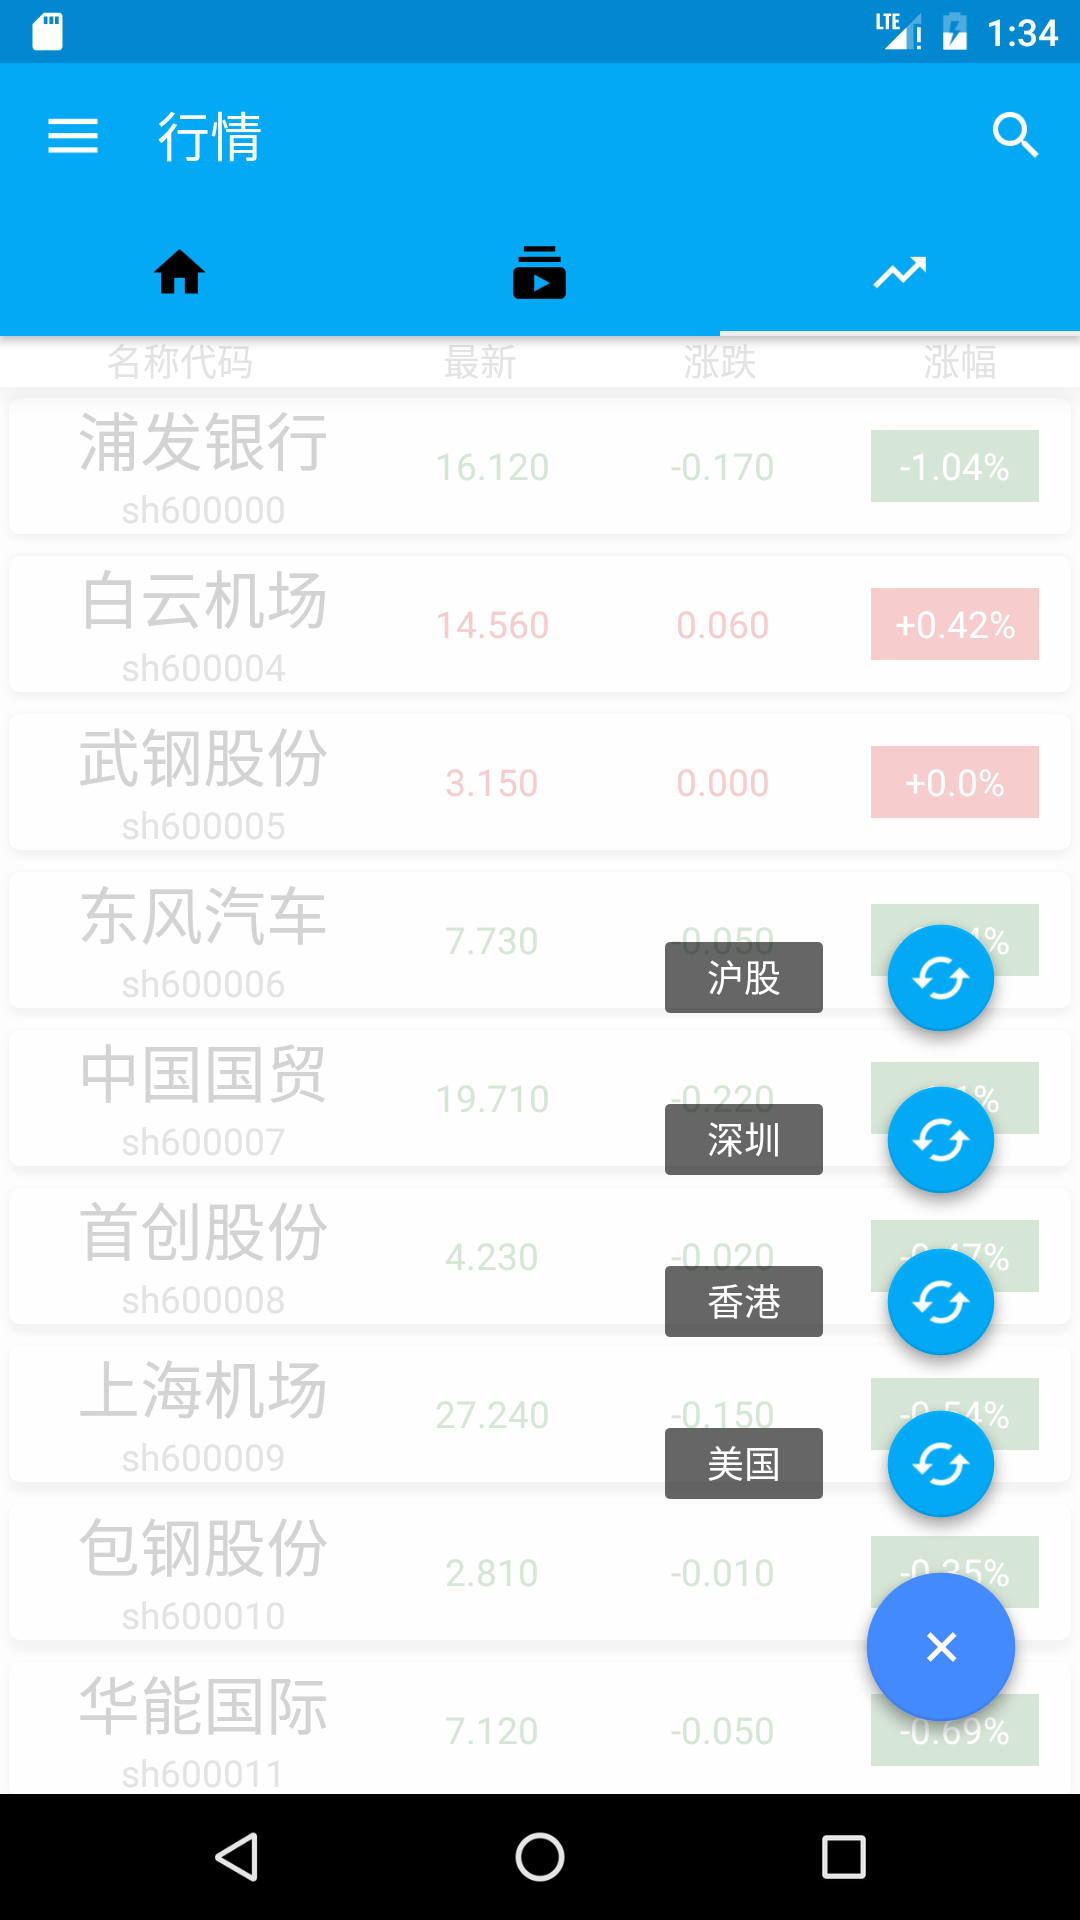 LTE 1:34
行情
名称代码 最新 涨跌 涨幅
浦发银行 16.120 -0.170 -1.04%
sh600000
白云机场 14.560 0.060 +0.42%
sh600004
武钢股份 3.150 0.000 +0.0%
sh600005
东风汽车 7.730 -0.050
sh600006
沪股
中国国贸 19.710 -0.220
sh600007
深圳
首创股份 4.230 -0.020 -0.47%
sh600008
香港
上海机场 27.240 -0.150 -0.54%
sh600009
美国
包钢股份 2.810 -0.010 -0.35%
sh600010
华能国际 7.120 -0.050 -0.69%
sh600011